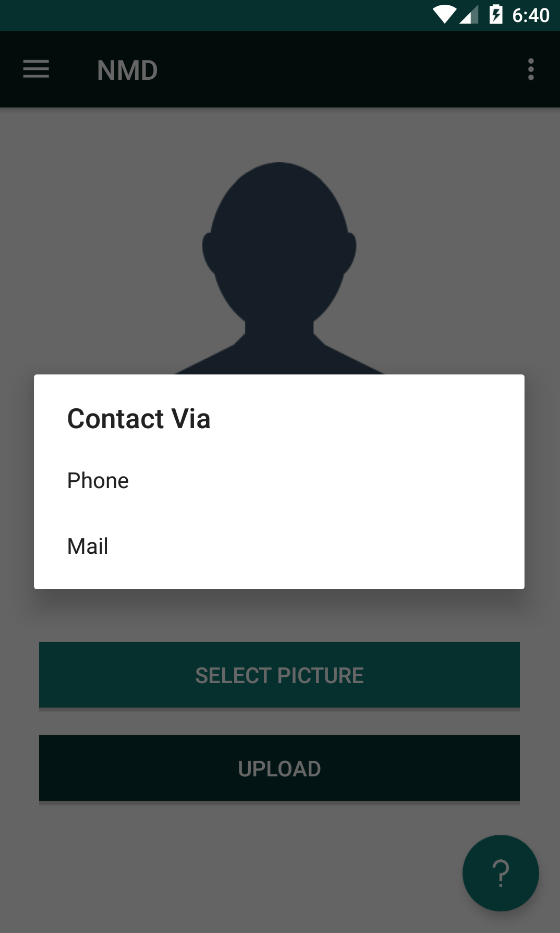 6:40
NMD
Contact Via
Phone
Mail
SELECT PICTURE
UPLOAD
?